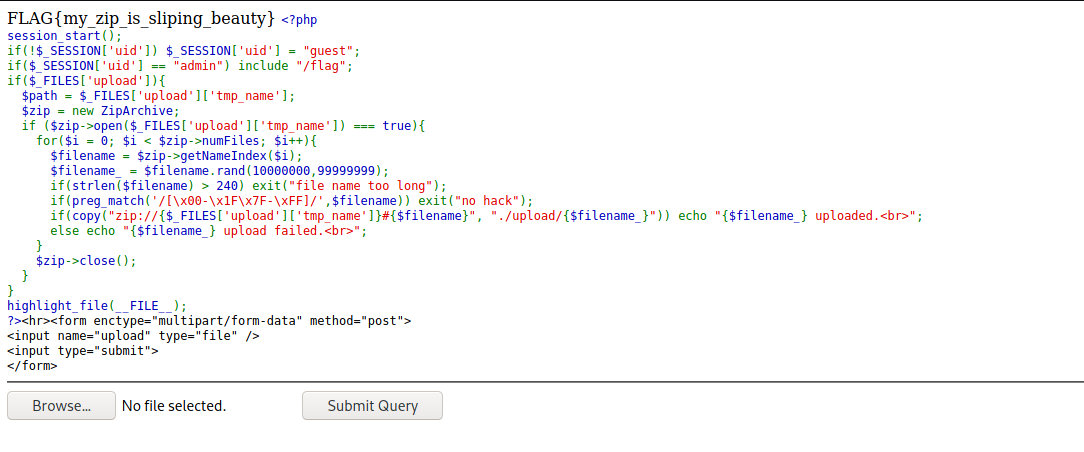 FLAG{my_zip_is_sliping_beauty} <?php
session_start();
if(!$_SESSION['uid']) $_SESSION['uid'] = "guest";
if($_SESSION['uid'] == "admin") include "/flag";
if($_FILES['upload']){
  $path = $_FILES['upload']['tmp_name'];
  $zip = new ZipArchive;
  if ($zip->open($_FILES['upload']['tmp_name']) === true){
    for($i = 0; $i < $zip->numFiles; $i++){
      $filename = $zip->getNameIndex($i);
      $filename_ = $filename.rand(10000000,99999999);
      if(strlen($filename) > 240) exit("file name too long");
      if(preg_match('/[\x00-\x1F\x7F-\xFF]/',$filename)) exit("no hack");
      if(copy("zip://{$_FILES['upload']['tmp_name']}#{$filename}", "./upload/{$filename_}")) echo "{$filename_} uploaded.<br>";
      else echo "{$filename_} upload failed.<br>";
    }
    $zip->close();
  }
}
highlight_file(__FILE__);
?><hr><form enctype="multipart/form-data" method="post">
<input name="upload" type="file" />
<input type="submit">
</form>
Browse... No file selected. Submit Query